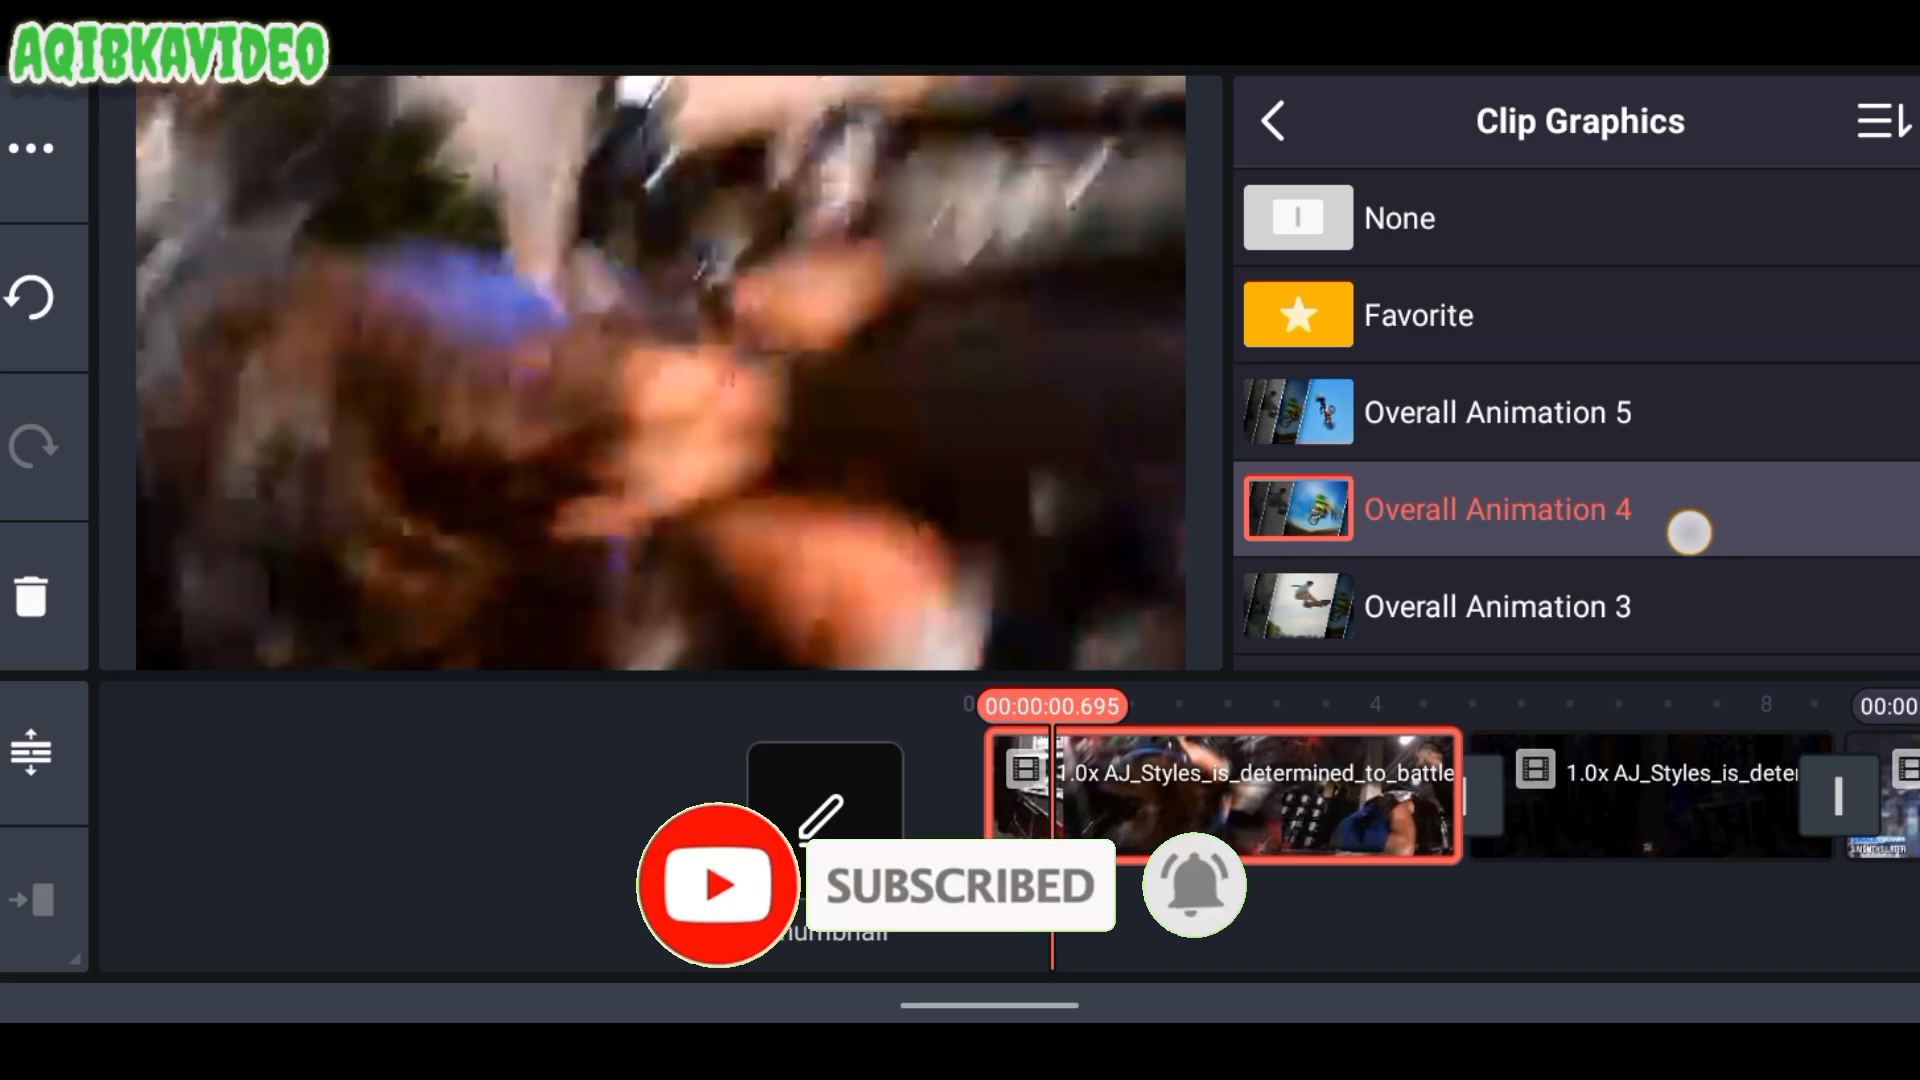 AQIBKAVIDEO
Clip Graphics
None
Favorite
Overall Animation 5
Overall Animation 4
Overall Animation 3
0
00:00:00.695
4
8
00:00
1.0x AJ_Styles_is_determined_to_battle
1.0x AJ_Styles_is_deter
SUBSCRIBED